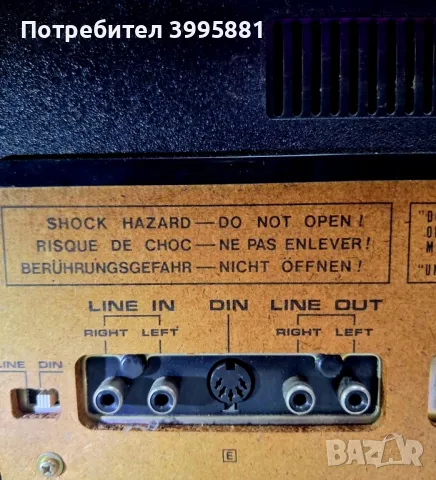 Потребител 3995881
SHOCK HAZARD — DO NOT OPEN!
RISQUE DE CHOC — NE PAS ENLEVER!
BERÜHRUNGSGEFAHR — NICHT ÖFFNEN!
"D
O
M
"U
LINE IN DIN LINE OUT
RIGHT LEFT RIGHT LEFT
LINE DIN
E
BAZAR